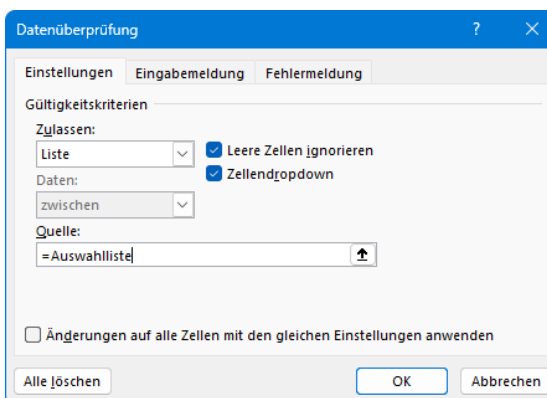 Datenüberprüfung ?
Einstellungen Eingabemeldung Fehlermeldung
Gültigkeitskriterien
Zulassen:
Liste
Leere Zellen ignorieren
Zellendropdown
Daten:
zwischen
Quelle:
=Auswahlliste
Änderungen auf alle Zellen mit den gleichen Einstellungen anwenden
Alle löschen OK Abbrechen